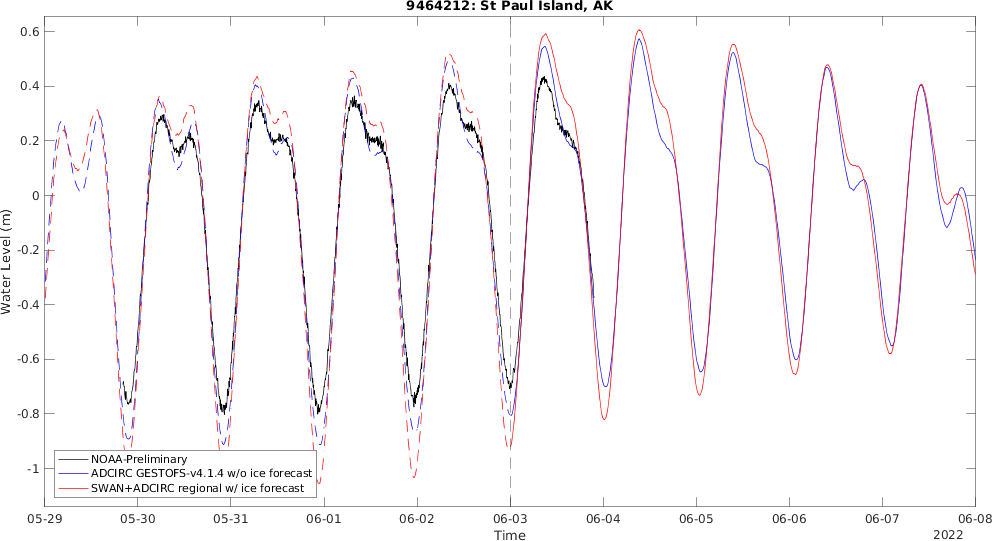 9464212: St Paul Island, AK
0.6
0.4
0.2
0
-0.2
-0.4
-0.6
-0.8
-1
Water Level (m)
NOAA-Preliminary
ADCIRC GESTOFS-v4.1.4 w/o ice forecast
SWAN+ADCIRC regional w/ ice forecast
05-29 05-30 05-31 06-01 06-02 06-03 06-04 06-05 06-06 06-07 06-08
Time
2022